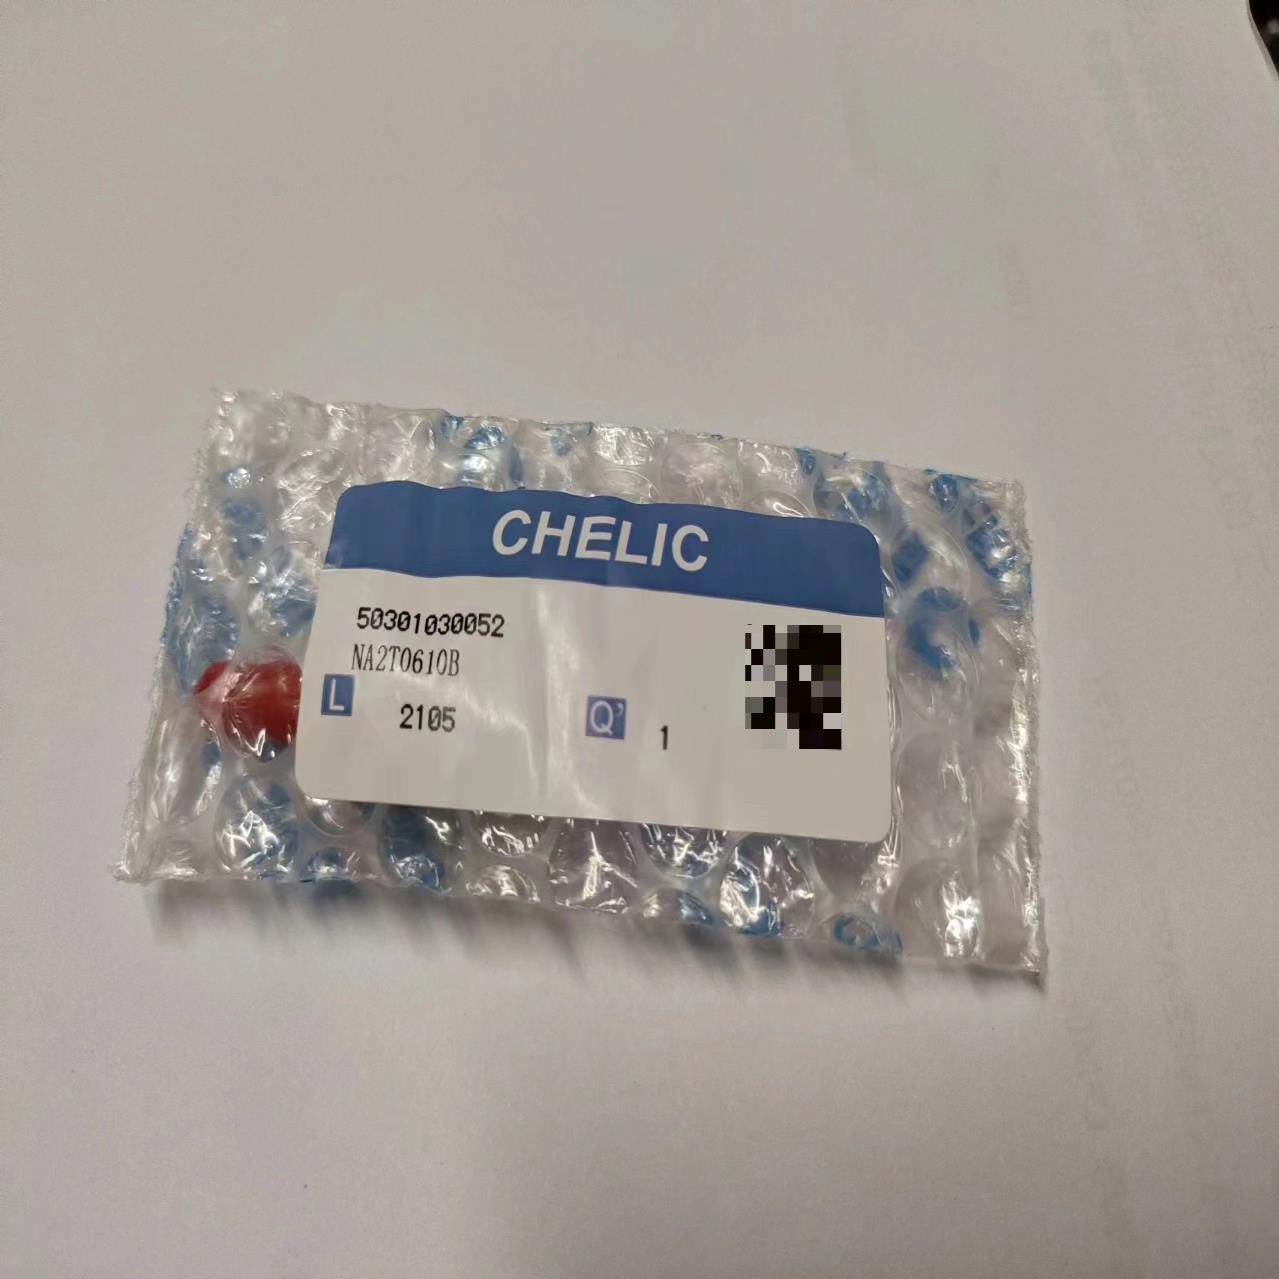 CHELIC
50301030052
NA2T0610B
L 2105 Q' 1